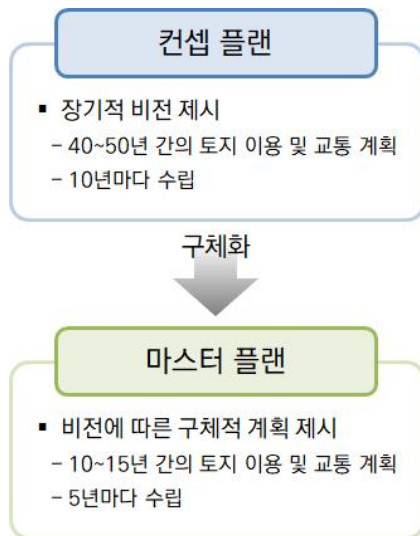 컨셉 플랜
▪ 장기적 비전 제시
– 40~50년 간의 토지 이용 및 교통 계획
– 10년마다 수립
구체화
마스터 플랜
▪ 비전에 따른 구체적 계획 제시
– 10~15년 간의 토지 이용 및 교통 계획
– 5년마다 수립